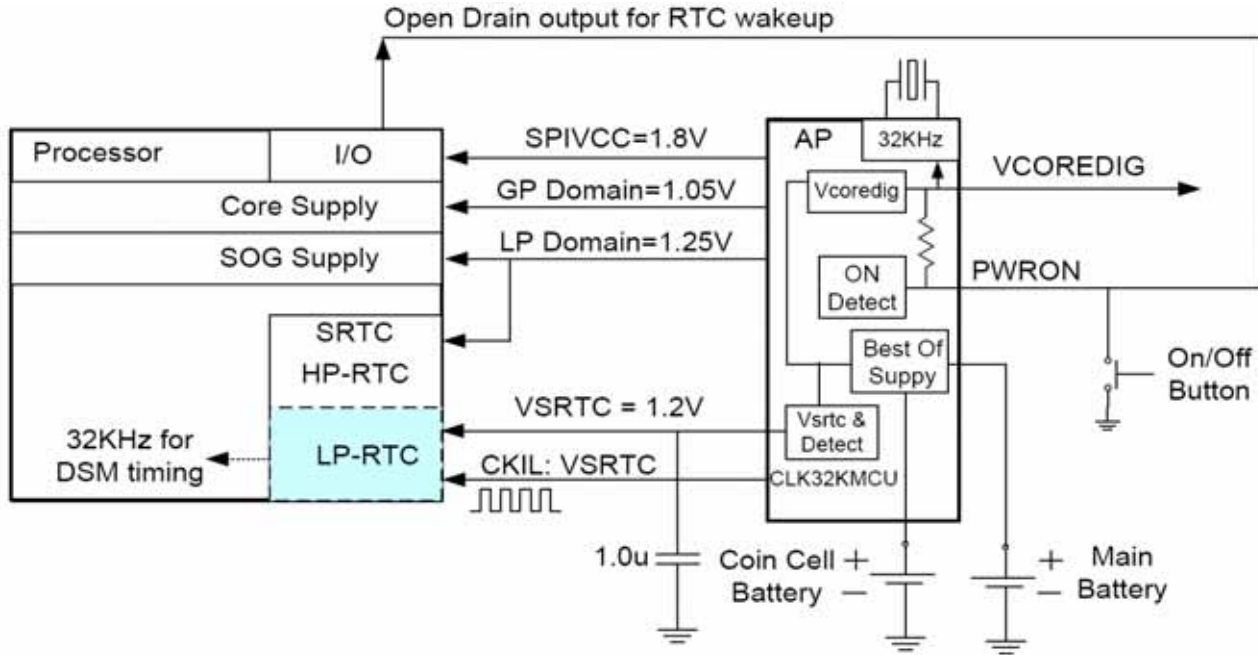 Open Drain output for RTC wakeup
Processor
I/O
Core Supply
SOG Supply
SRTC
HP-RTC
LP-RTC
32KHz for
DSM timing
SPIVCC=1.8V
GP Domain=1.05V
LP Domain=1.25V
VSRTC = 1.2V
CKIL: VSRTC
1.0u
AP
32KHz
Vcoredig
ON
Detect
Best Of
Suppy
Vsrtc &
Detect
CLK32KMCU
VCOREDIG
PWRON
On/Off
Button
Coin Cell
Battery
+
−
+
−
Main
Battery